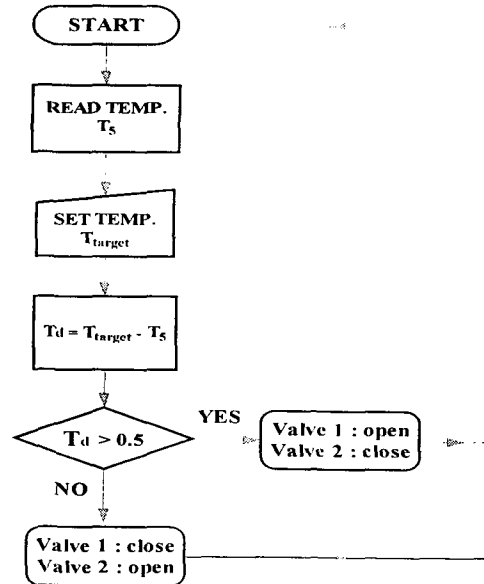 START
READ TEMP.
T5
SET TEMP.
Ttarget
Td = Ttarget - T5
Td > 0.5
YES
Valve 1 : open
Valve 2 : close
NO
Valve 1 : close
Valve 2 : open